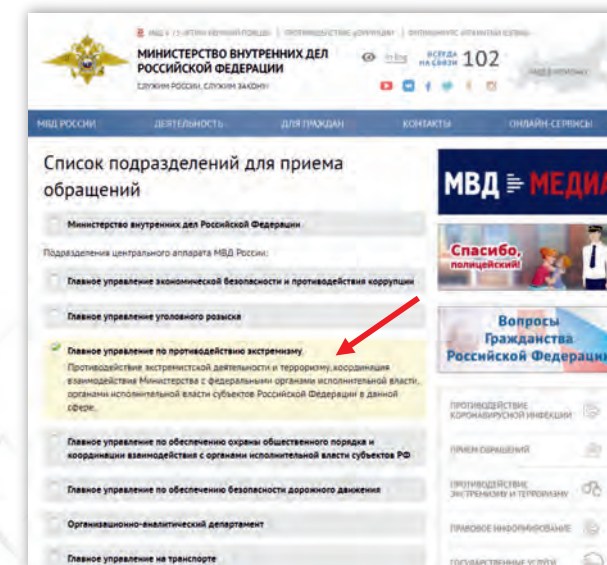 МИНИСТЕРСТВО ВНУТРЕННИХ ДЕЛ
РОССИЙСКОЙ ФЕДЕРАЦИИ
СЛУЖИМ РОССИИ, СЛУЖИМ ЗАКОНУ
In Eng
ВСЕГДА
НА СВЯЗИ
102
МВД РОССИИ
ДЕЯТЕЛЬНОСТЬ
ДЛЯ ГРАЖДАН
КОНТАКТЫ
ОНЛАЙН-СЕРВИСЫ
Список подразделений для приема
обращений
Министерство внутренних дел Российской Федерации
Подразделения центрального аппарата МВД России:
Главное управление экономической безопасности и противодействия коррупции
Главное управление уголовного розыска
Главное управление по противодействию экстремизму
Противодействие экстремистской деятельности и терроризму, координация
взаимодействия Министерства с федеральными органами исполнительной власти,
органами исполнительной власти субъектов Российской Федерации в данной
сфере.
Главное управление по обеспечению охраны общественного порядка и
координации взаимодействия с органами исполнительной власти субъектов РФ
Главное управление по обеспечению безопасности дорожного движения
Организационно-аналитический департамент
Главное управление на транспорте
МВД МЕДИА
Спасибо,
полицейский!
Вопросы
Гражданства
Российской Федерации
ПРОТИВОДЕЙСТВИЕ
КОРОНАВИРУСНОЙ ИНФЕКЦИИ
ПРИЕМ ОБРАЩЕНИЙ
ПРОТИВОДЕЙСТВИЕ
ЭКСТРЕМИЗМУ И ТЕРРОРИЗМУ
ПРАВОВОЕ ИНФОРМИРОВАНИЕ
ГОСУДАРСТВЕННЫЕ УСЛУГИ